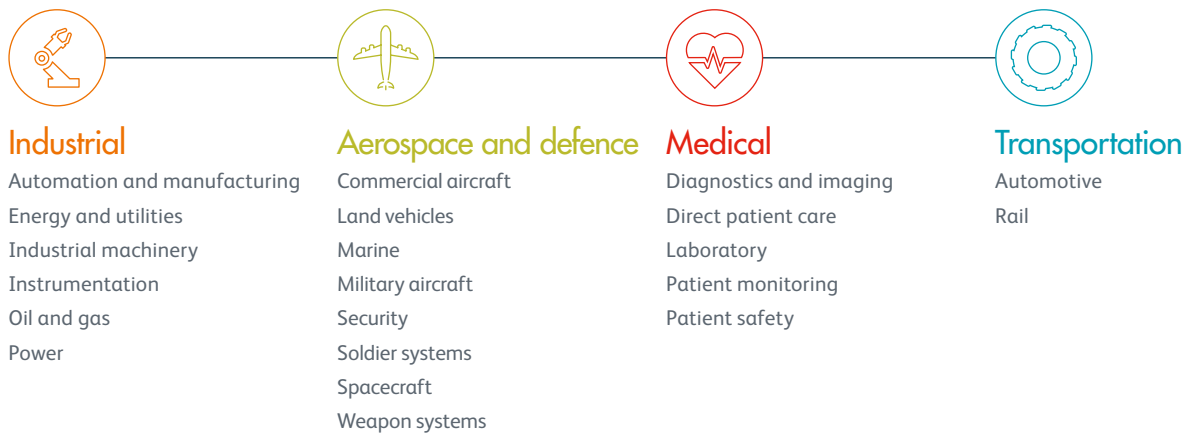 Industrial
Automation and manufacturing
Energy and utilities
Industrial machinery
Instrumentation
Oil and gas
Power
Aerospace and defence
Commercial aircraft
Land vehicles
Marine
Military aircraft
Security
Soldier systems
Spacecraft
Weapon systems
Medical
Diagnostics and imaging
Direct patient care
Laboratory
Patient monitoring
Patient safety
Transportation
Automotive
Rail